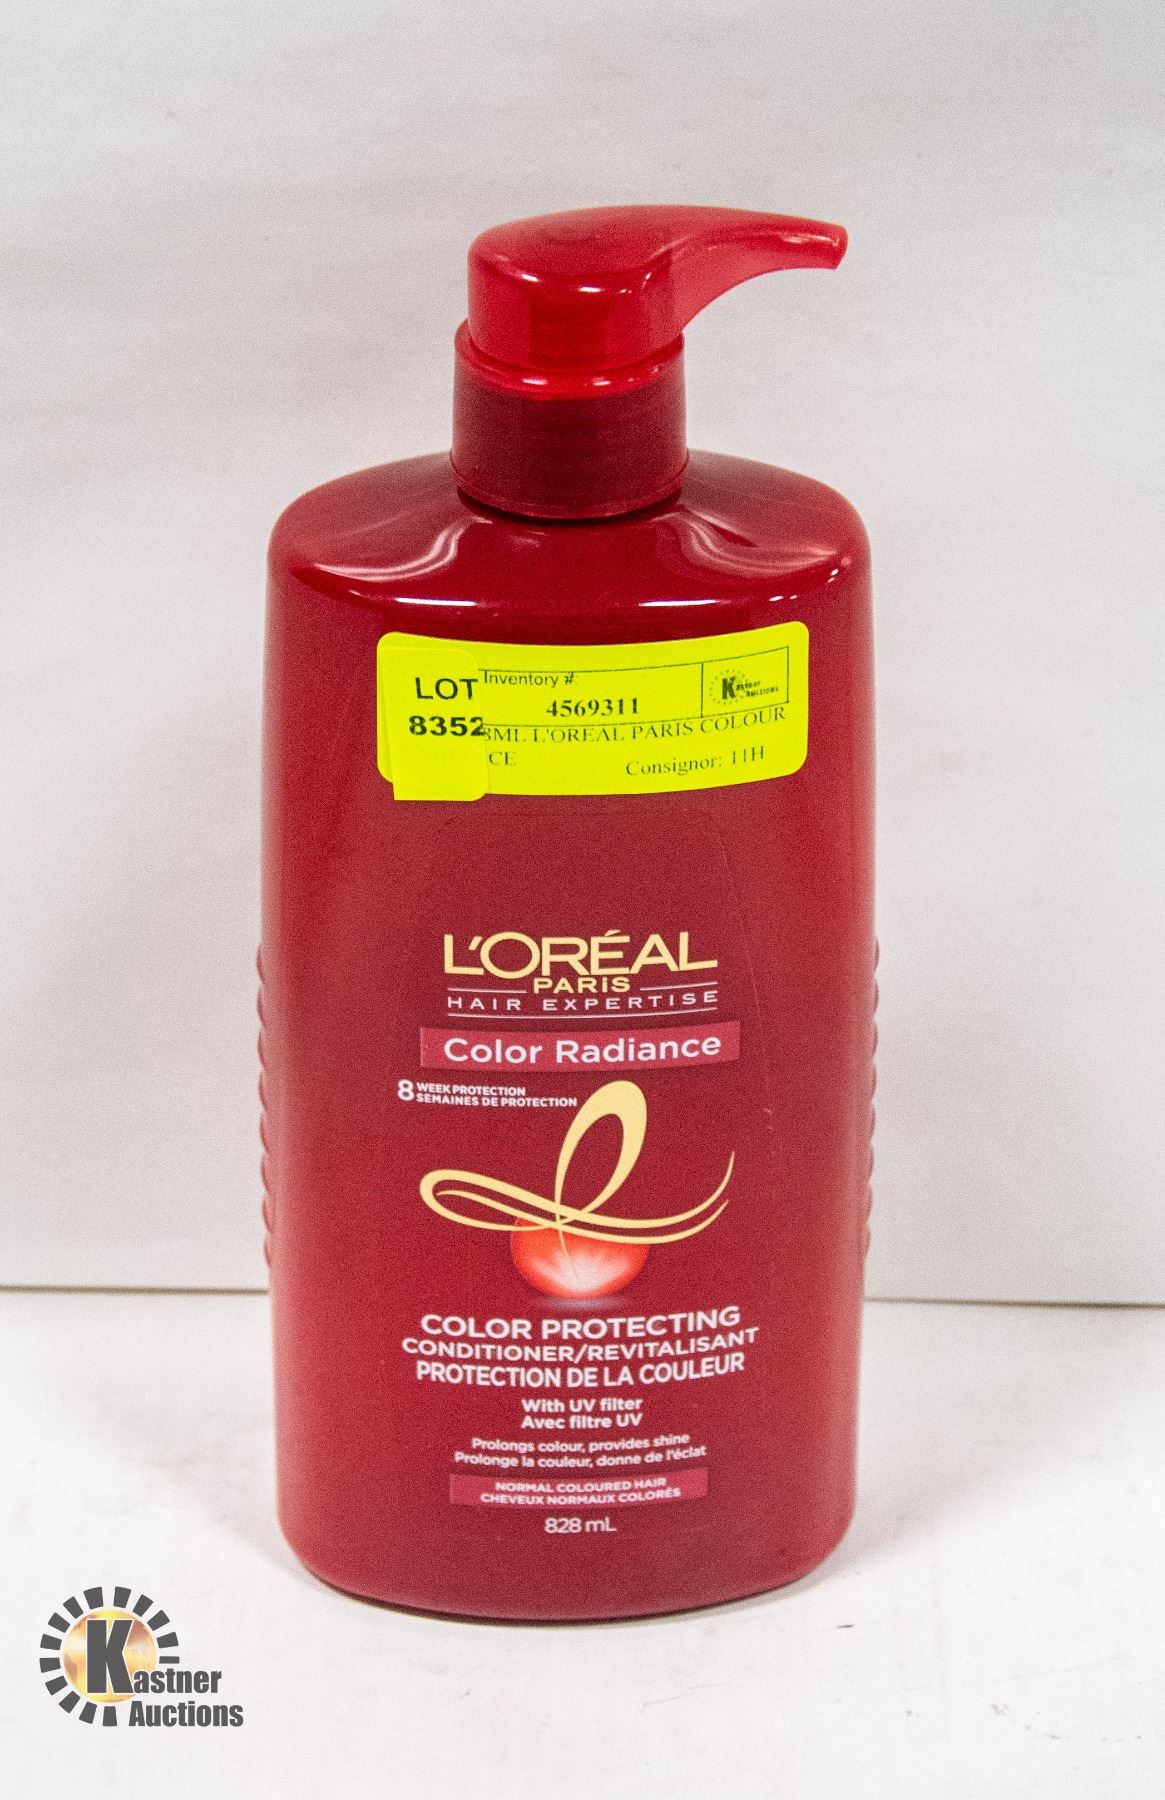 LOT
8352
Inventory #:
4569311
Kastner
Auctions
8ML L'OREAL PARIS COLOUR
CE
Consignor: 11H
L'ORÉAL
PARIS
HAIR EXPERTISE
Color Radiance
8 WEEK PROTECTION
SEMAINES DE PROTECTION
COLOR PROTECTING
CONDITIONER/REVITALISANT
PROTECTION DE LA COULEUR
With UV filter
Avec filtre UV
Prolongs colour, provides shine
Prolonge la couleur, donne de l'éclat
NORMAL COLOURED HAIR
CHEVEUX NORMAUX COLORÉS
828 mL
Kastner
Auctions